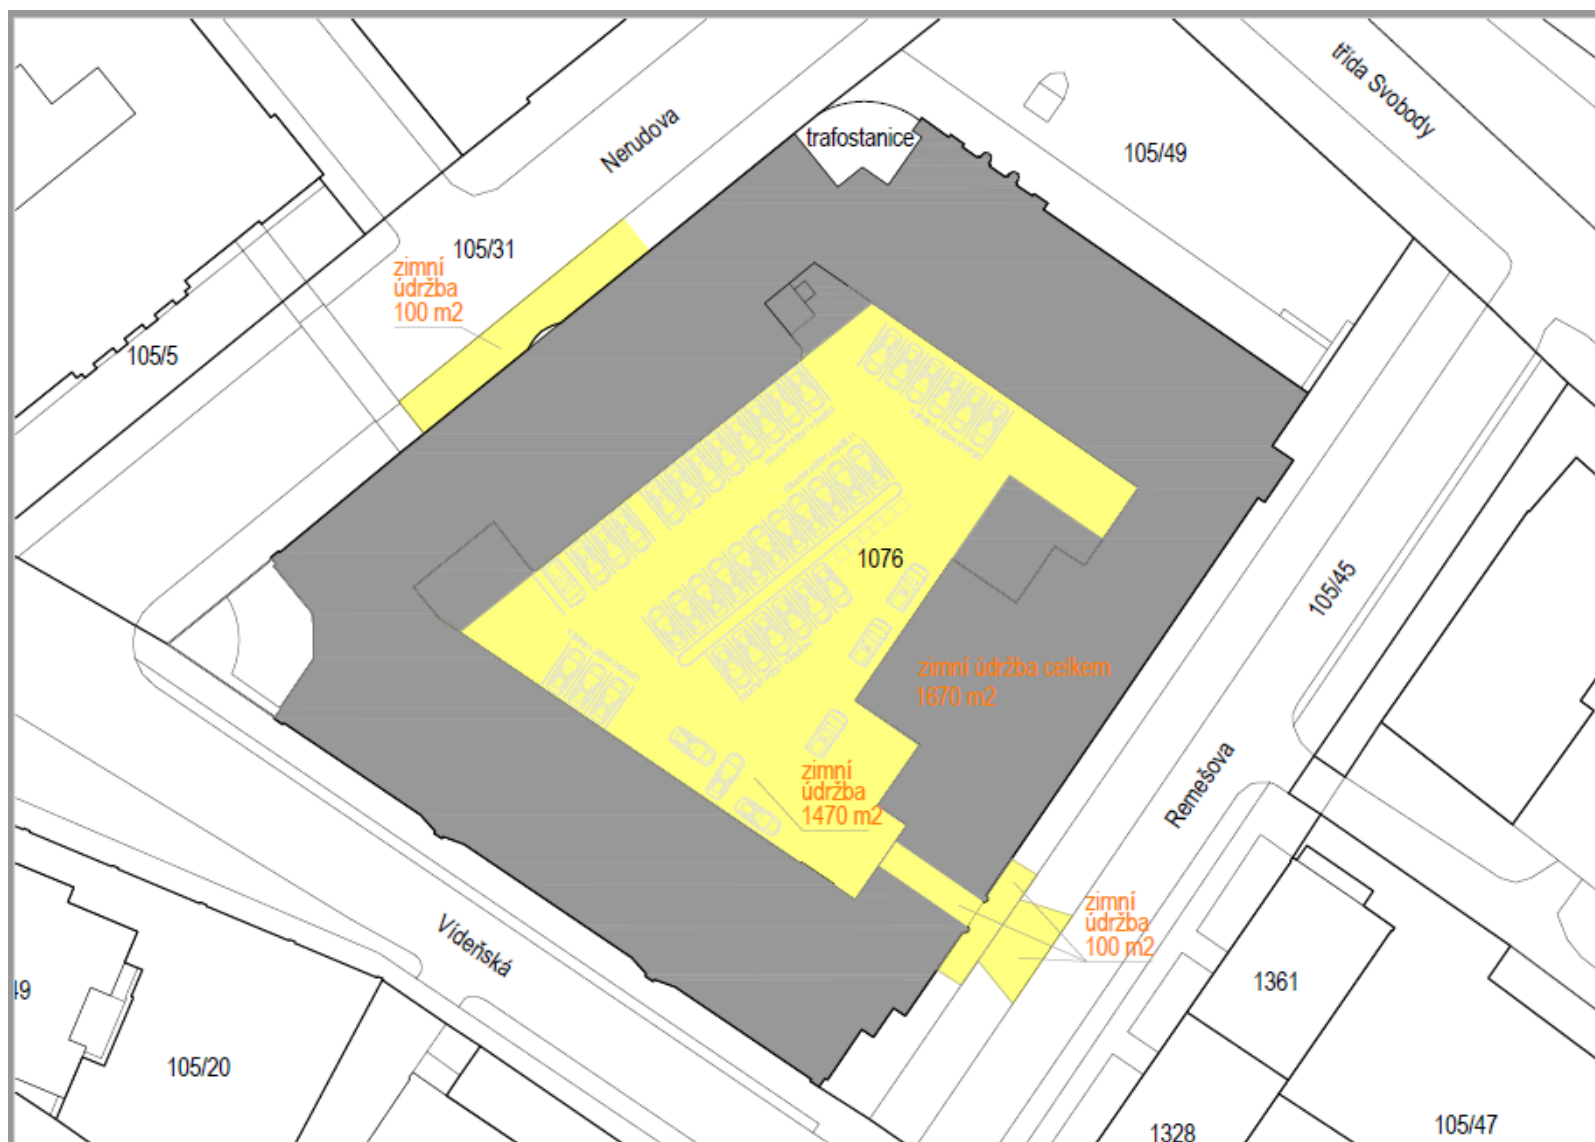 třída Svobody
Nerudova
trafostanice
105/49
105/31
zimní
údržba
100 m2
105/5
1076
105/45
zimní údržba celkem
1670 m2
Remešova
zimní
údržba
1470 m2
zimní
údržba
100 m2
Vídeňská
1361
49
105/20
1328
105/47